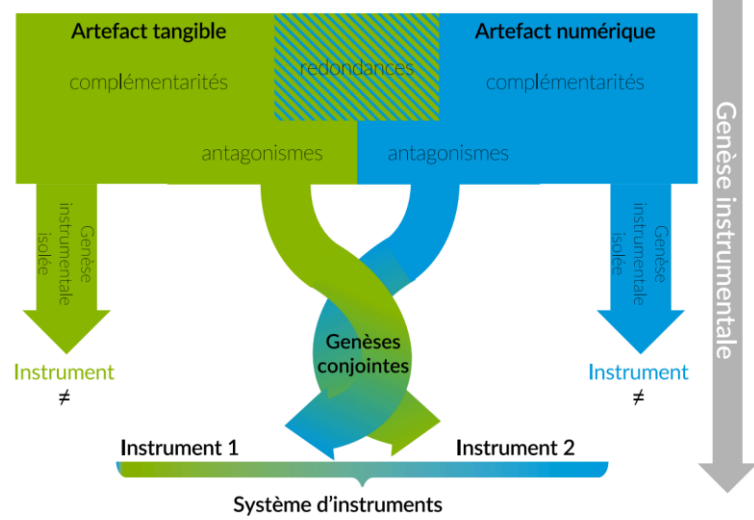 Artefact tangible
Artefact numérique
complémentarités
redondances
complémentarités
antagonismes
antagonismes
Genèse
instrumentale
isolée
Genèse
instrumentale
isolée
Genèse instrumentale
Genèses
conjointes
Instrument
≠
Instrument
≠
Instrument 1
Instrument 2
Système d'instruments